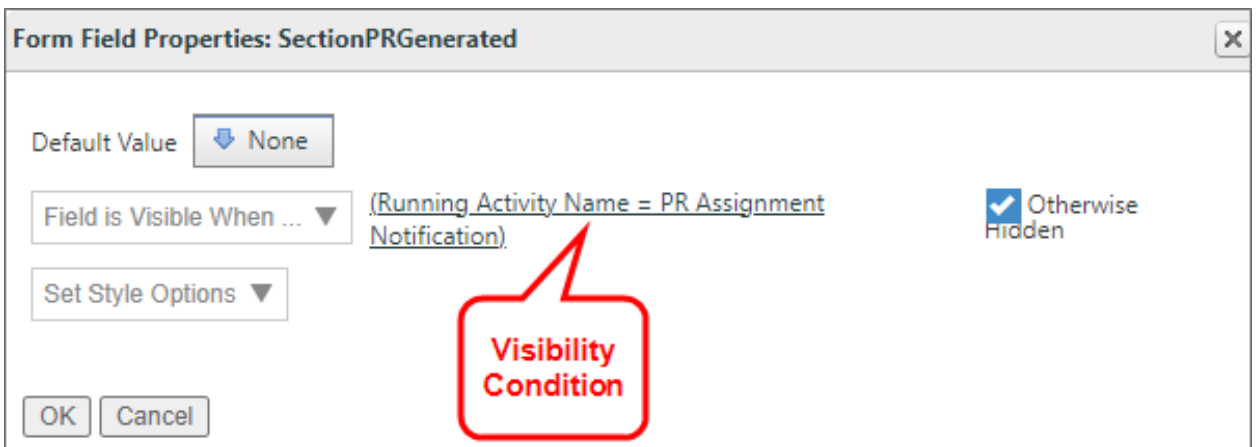 Form Field Properties: SectionPRGenerated
Default Value
None
Field is Visible When ...
(Running Activity Name = PR Assignment
Notification)
Otherwise
Hidden
Set Style Options
Visibility
Condition
OK
Cancel